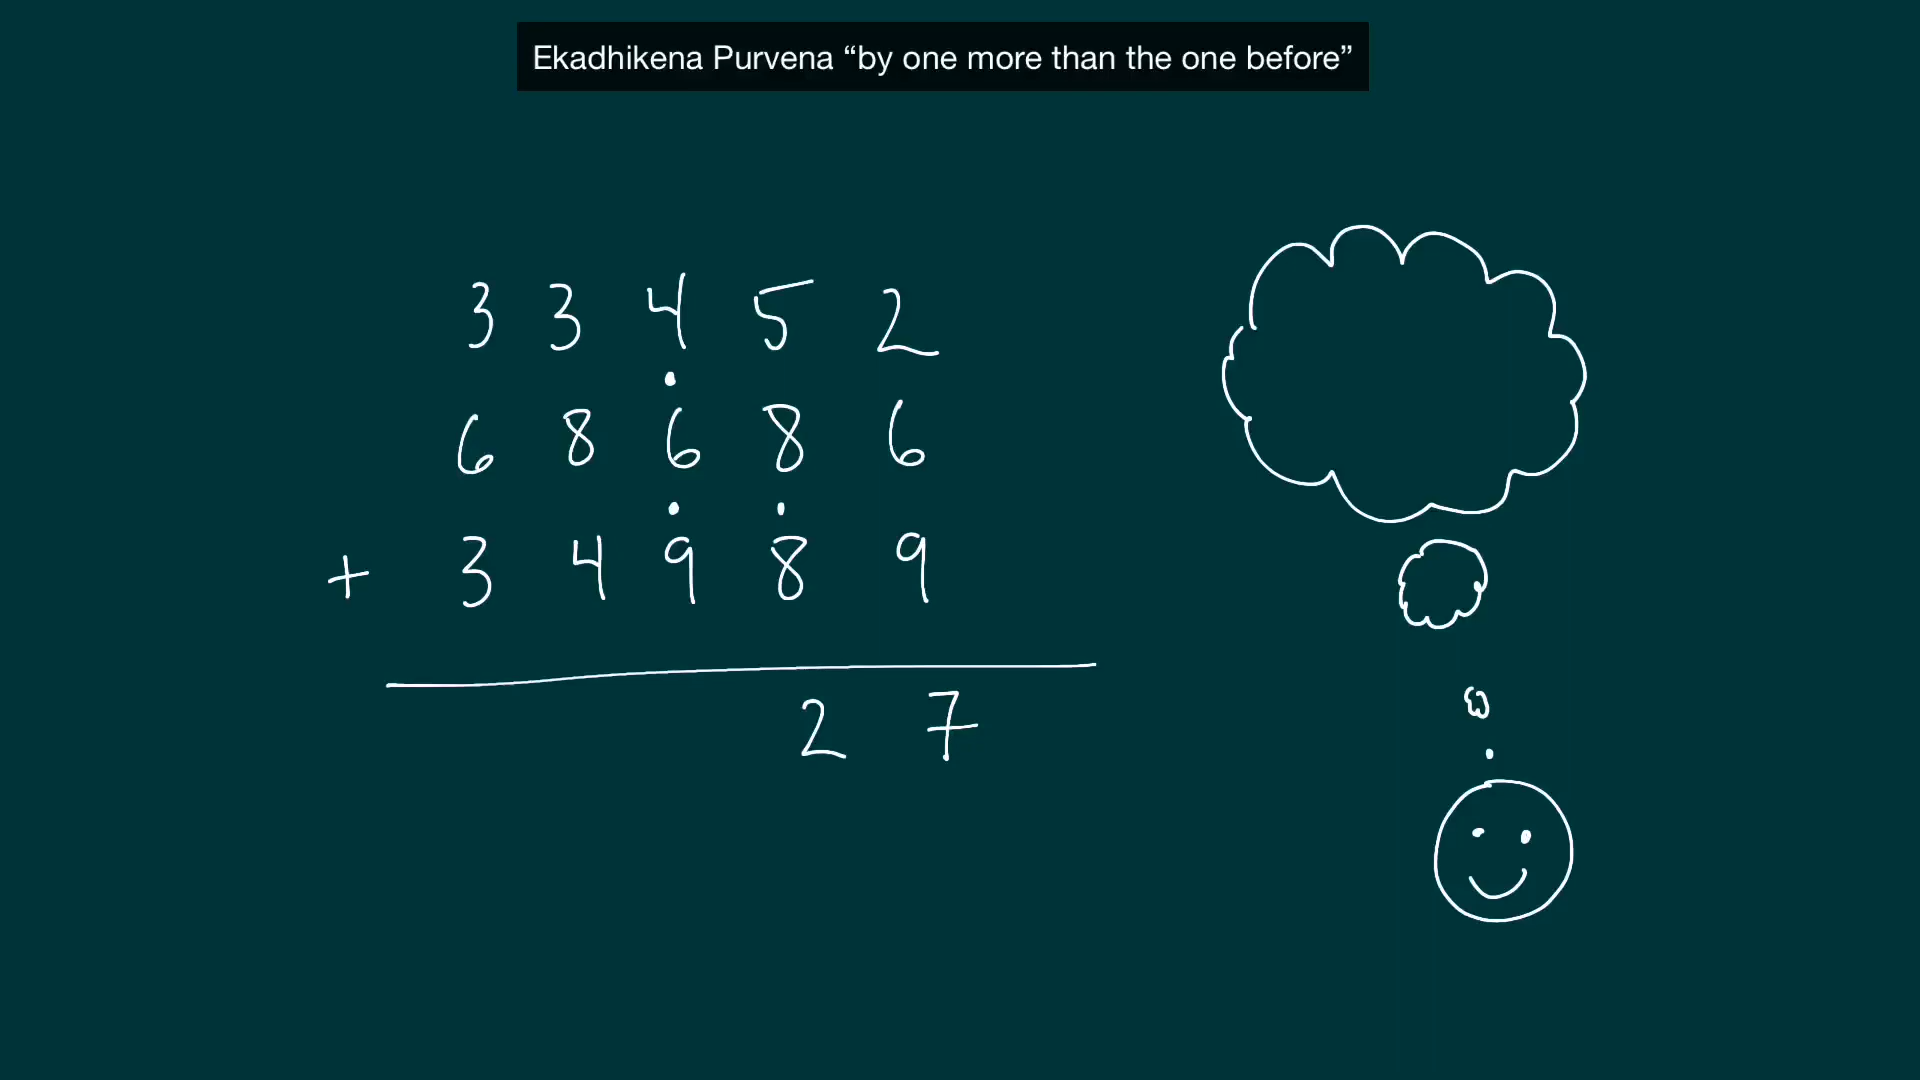 Ekadhikena Purvena “by one more than the one before”
3 3 4 5 2
6 8 6 8 6
+ 3 4 9 8 9
2 7